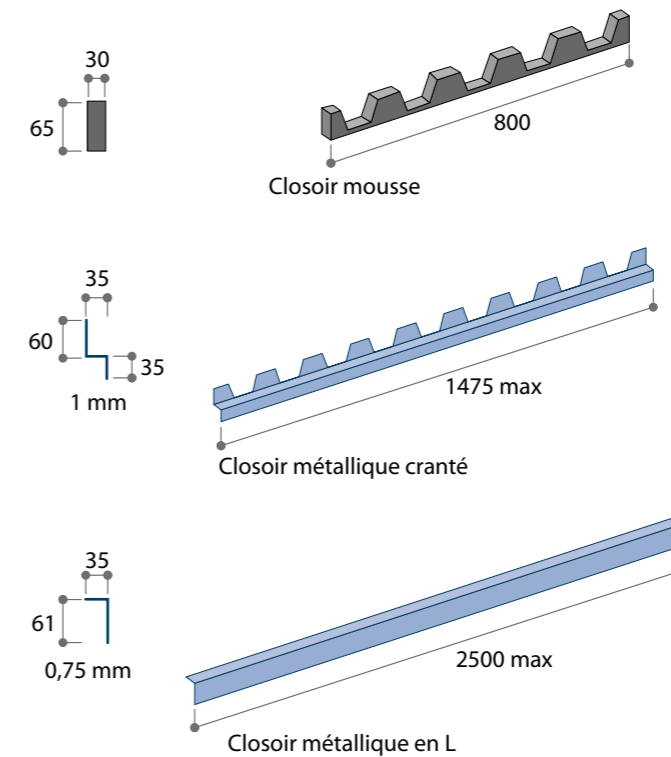 30
65
800
Closoir mousse
35
60
35
1 mm
1475 max
Closoir métallique cranté
35
61
0,75 mm
2500 max
Closoir métallique en L